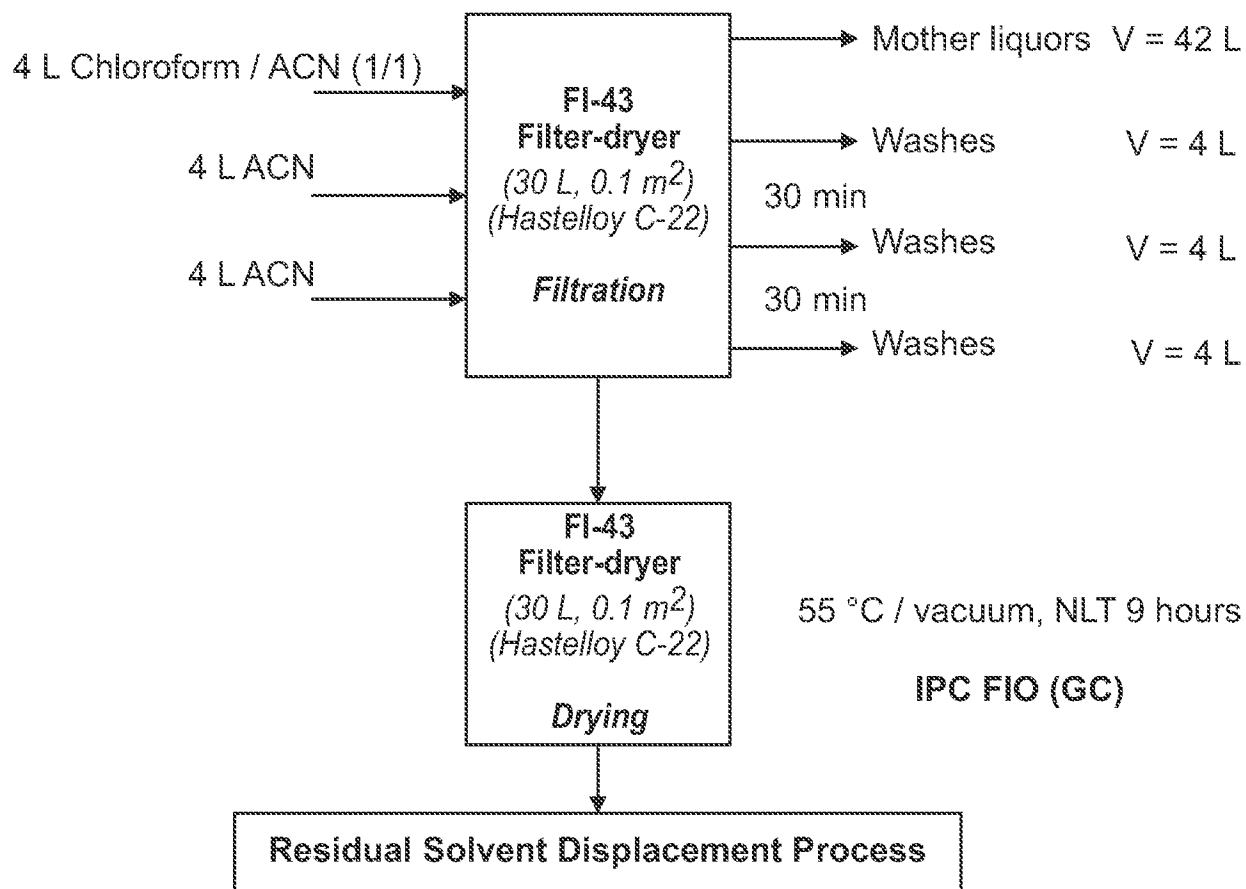 4 L Chloroform / ACN (1/1)
4 L ACN
4 L ACN
FI-43
Filter-dryer
(30 L, 0.1 m²)
(Hastelloy C-22)
Filtration
Mother liquors V = 42 L
Washes V = 4 L
30 min
Washes V = 4 L
30 min
Washes V = 4 L
FI-43
Filter-dryer
(30 L, 0.1 m²)
(Hastelloy C-22)
Drying
55 °C / vacuum, NLT 9 hours
IPC FIO (GC)
Residual Solvent Displacement Process